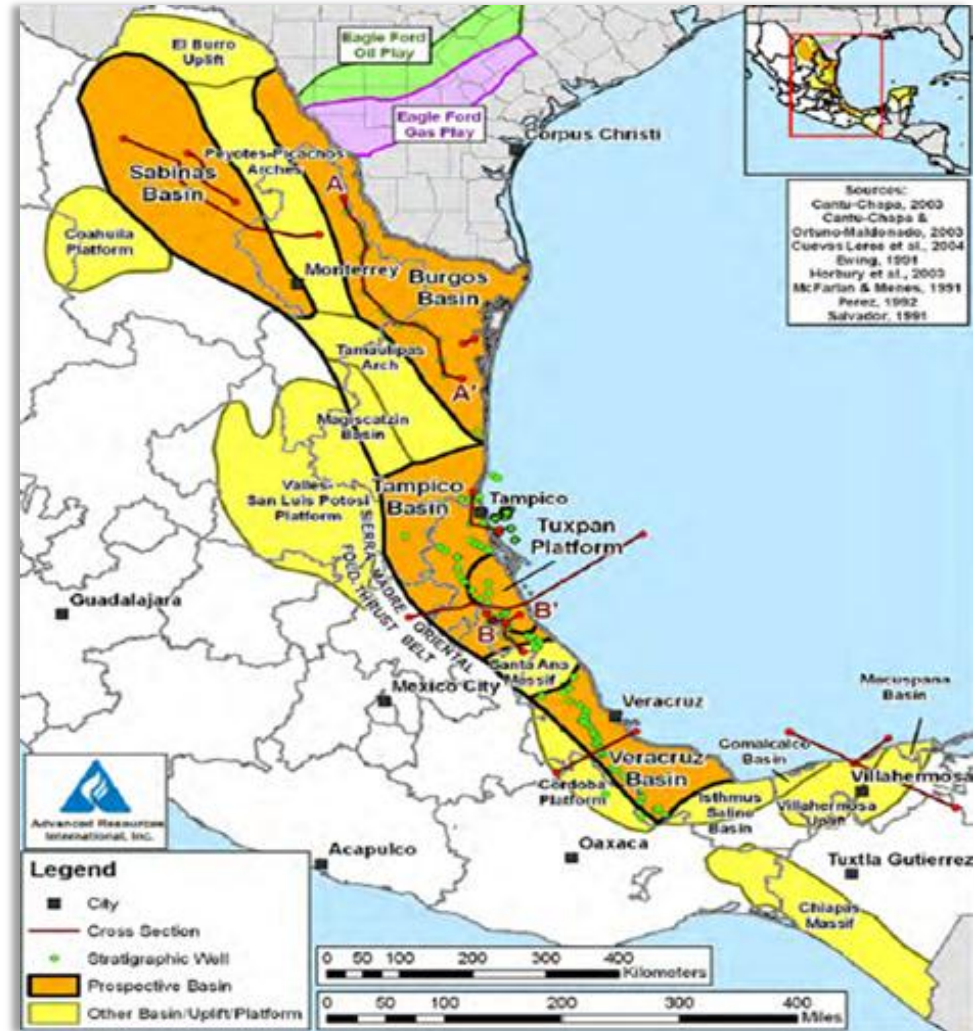 El Burro
Uplift
Eagle Ford
Oil Play
Eagle Ford
Gas Play
Corpus Christi
Peyotes-Picachos
Arches
Sabinas
Basin
A
Coahuila
Platform
Monterrey
Burgos
Basin
Sources:
Cantu-Chapa, 2003
Cantu-Chapa &
Ortuno-Maldonado, 2003
Cuevas Leree et al., 2004
Ewing, 1991
Horbury et al., 2003
McFarlan & Menes, 1991
Perez, 1992
Salvador, 1991
Tamaulipas
Arch
A'
Magiscatzin
Basin
Valles-
San Luis Potosi
Platform
Tampico
Basin
Tampico
Tuxpan
Platform
SIERRA MADRE ORIENTAL
FOLD-THRUST BELT
Guadalajara
B
B'
Santa Ana
Massif
Mexico City
Veracruz
Macuspana
Basin
Comalcalco
Basin
Veracruz
Basin
Cordoba
Platform
Villahermosa
Isthmus
Saline
Basin
Villahermosa
Uplift
Advanced Resources
International, Inc.
Acapulco
Oaxaca
Tuxtla Gutierrez
Chiapas
Massif
Legend
City
Cross Section
Stratigraphic Well
Prospective Basin
Other Basin/Uplift/Platform
0 50 100 200 300 400
Kilometers
0 50 100 200 300 400
Miles